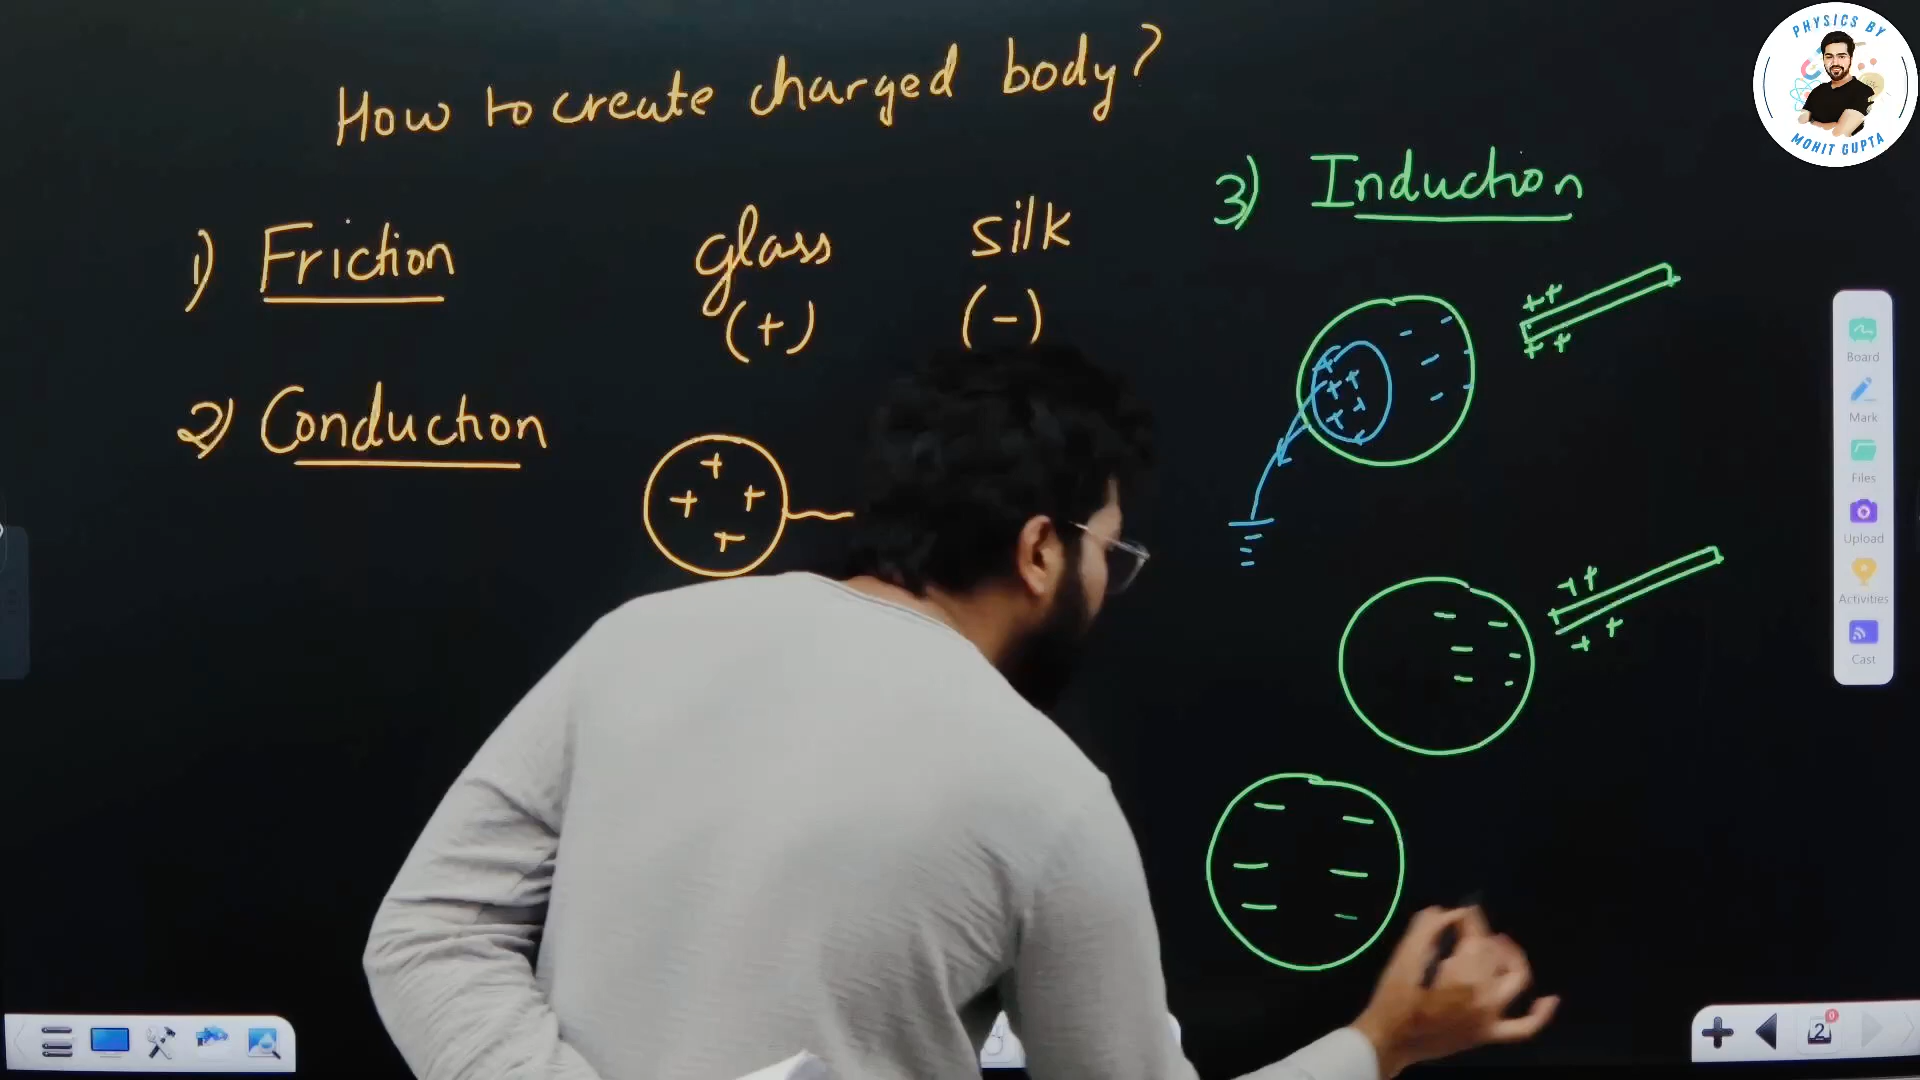 How to create charged body?
1) Friction
glass silk
(+) (-)
2) Conduction
+ + + +
3) Induction
PHYSICS BY
MOHIT GUPTA
Board
Mark
Files
Upload
Activities
Cast
2
0